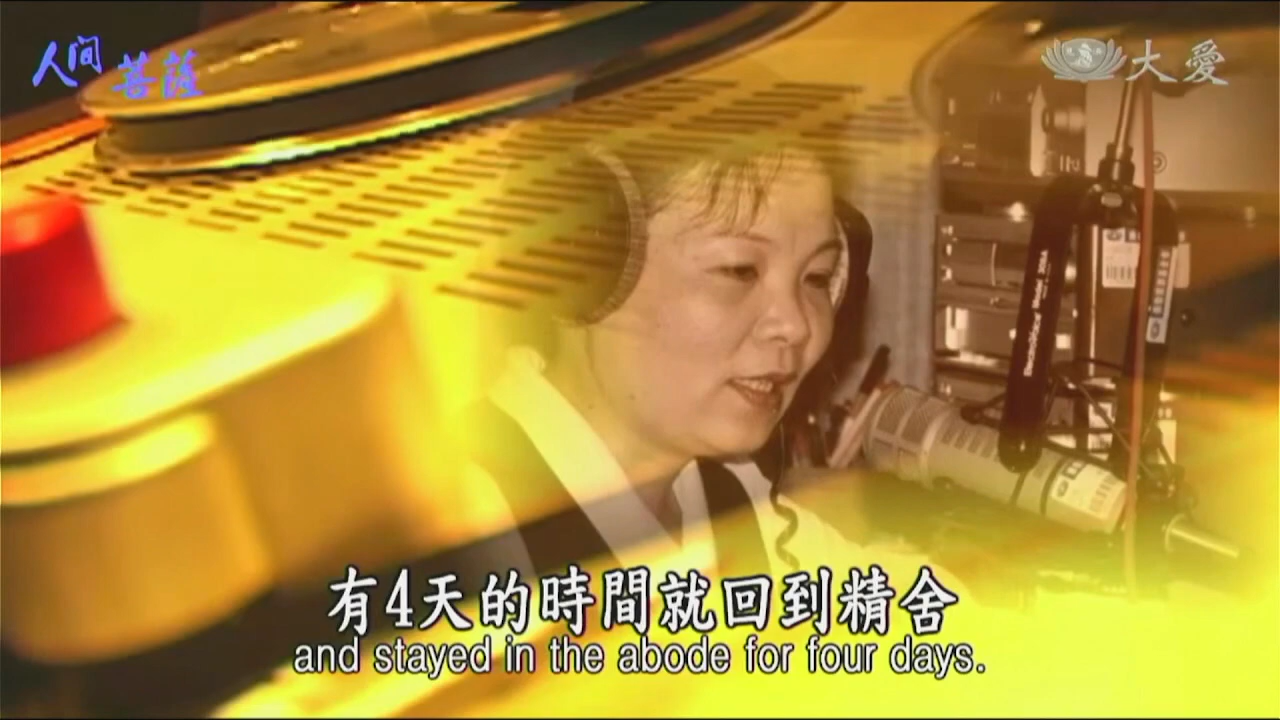 人间菩薩
大愛
有4天的時間就回到精舍
and stayed in the abode for four days.